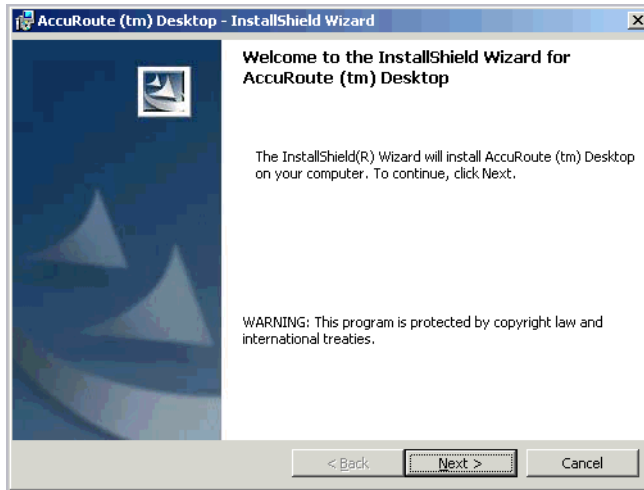 AccuRoute (tm) Desktop - InstallShield Wizard
Welcome to the InstallShield Wizard for
AccuRoute (tm) Desktop
The InstallShield(R) Wizard will install AccuRoute (tm) Desktop
on your computer. To continue, click Next.
WARNING: This program is protected by copyright law and
international treaties.
< Back Next > Cancel